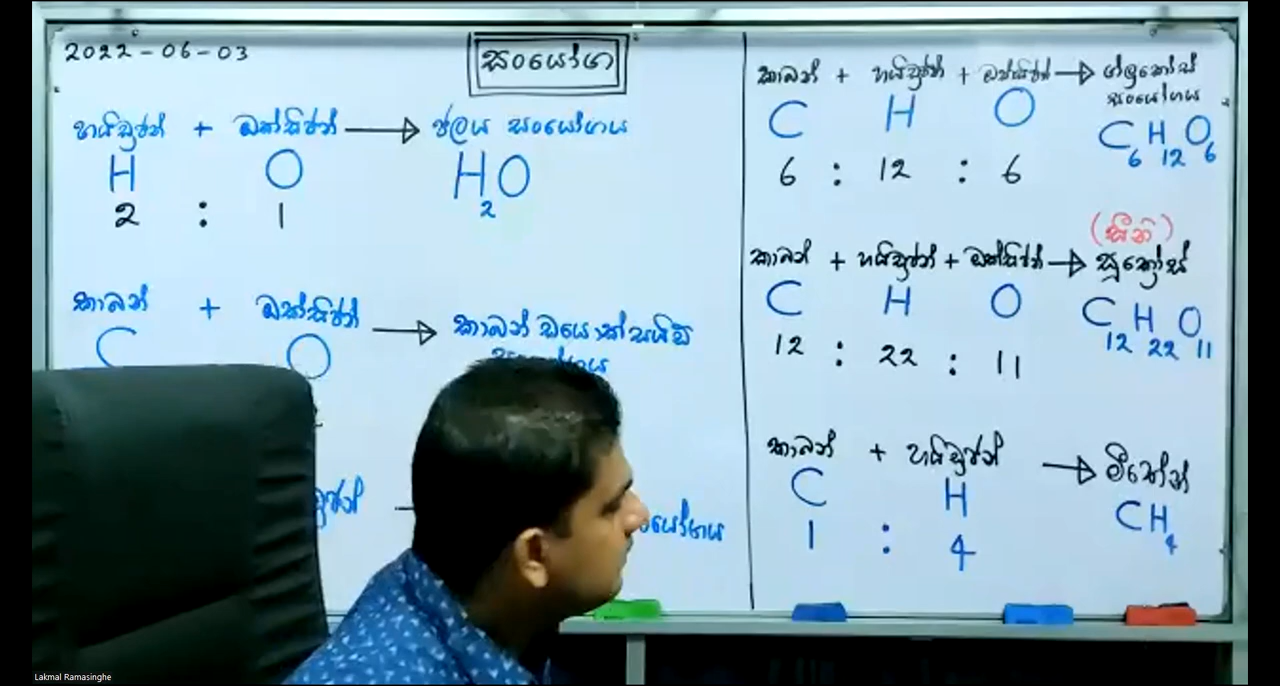 2022-06-03
සංයෝග
හයිඩ්‍රජන් + ඔක්සිජන් → ජලය සංයෝගය
H O H₂O
2 : 1
කාබන් + ඔක්සිජන් → කාබන් ඩයොක්සයිඩ්
C O
සංයෝගය
කාබන් + හයිඩ්‍රජන් + ඔක්සිජන් → ග්ලූකෝස්
සංයෝගය
C H O C₆H₁₂O₆
6 : 12 : 6
(සීනි)
කාබන් + හයිඩ්‍රජන් + ඔක්සිජන් → සුක්‍රෝස්
C H O C₁₂H₂₂O₁₁
12 : 22 : 11
කාබන් + හයිඩ්‍රජන් → මීතේන්
C H CH₄
1 : 4
Lakmal Ramasinghe